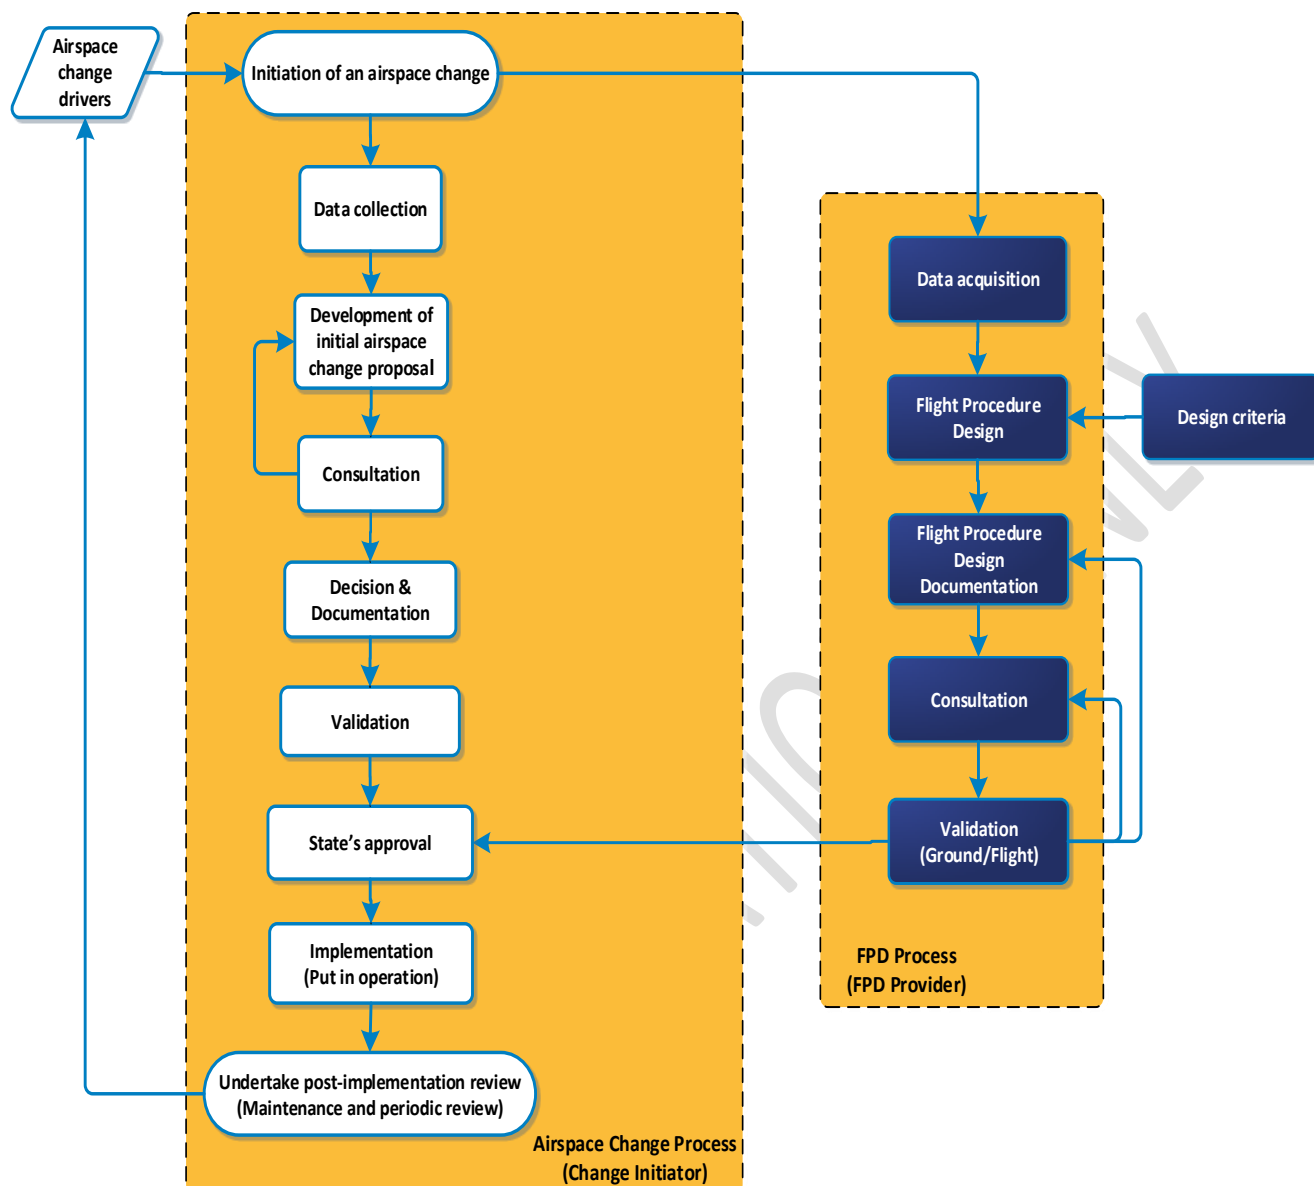 Airspace
change
drivers
Initiation of an airspace change
Data collection
Development of
initial airspace
change proposal
Consultation
Decision &
Documentation
Validation
State's approval
Implementation
(Put in operation)
Undertake post-implementation review
(Maintenance and periodic review)
Airspace Change Process
(Change Initiator)
Data acquisition
Flight Procedure
Design
Design criteria
Flight Procedure
Design
Documentation
Consultation
Validation
(Ground/Flight)
FPD Process
(FPD Provider)